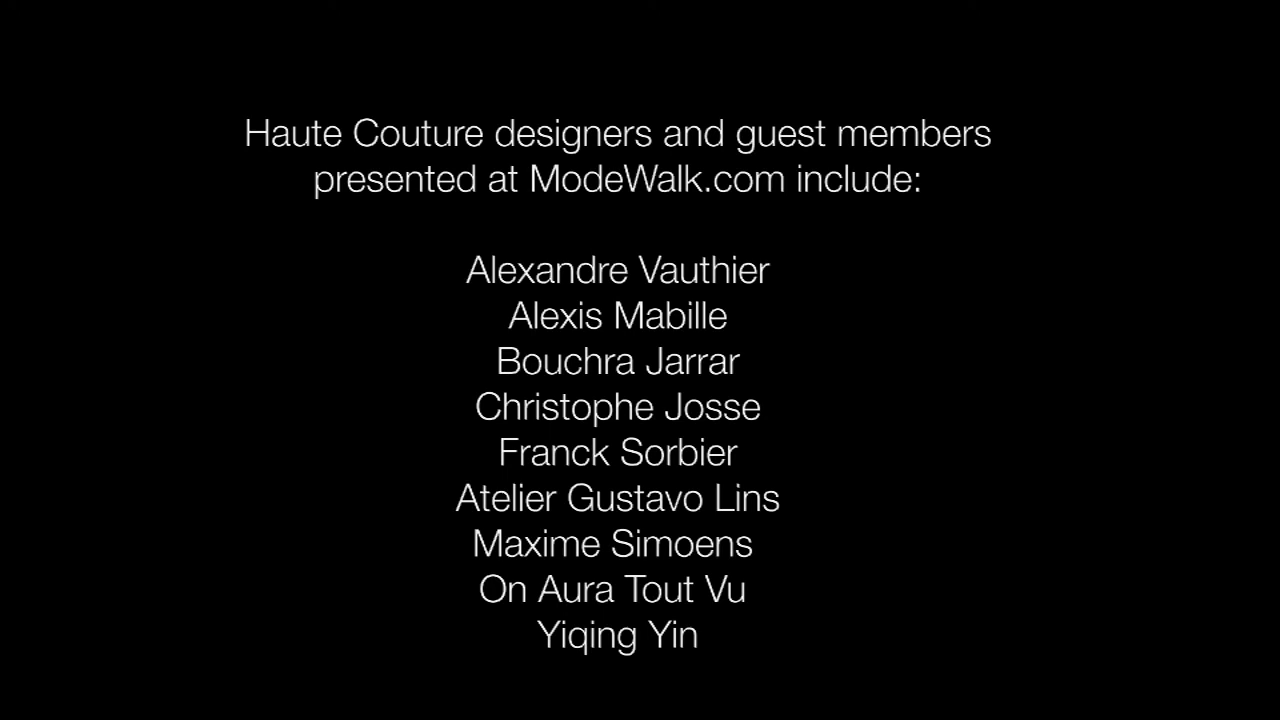 Haute Couture designers and guest members
presented at ModeWalk.com include:
Alexandre Vauthier
Alexis Mabille
Bouchra Jarrar
Christophe Josse
Franck Sorbier
Atelier Gustavo Lins
Maxime Simoens
On Aura Tout Vu
Yiqing Yin